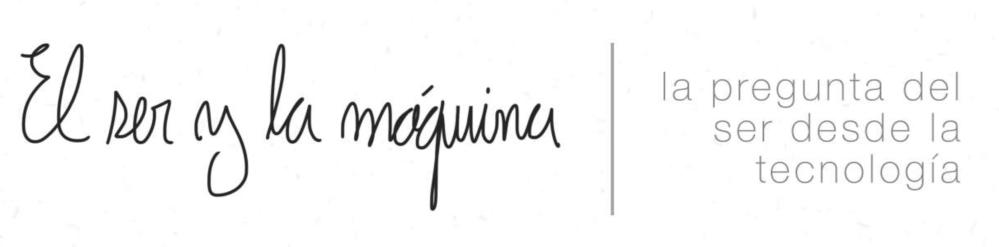 El ser y la máquina
la pregunta del
ser desde la
tecnología